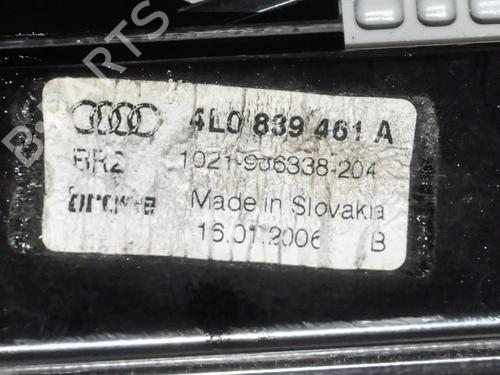 4L0 839 461 A
BR2 1021-936338-204
brose Made in Slovakia
16.01.2006 B